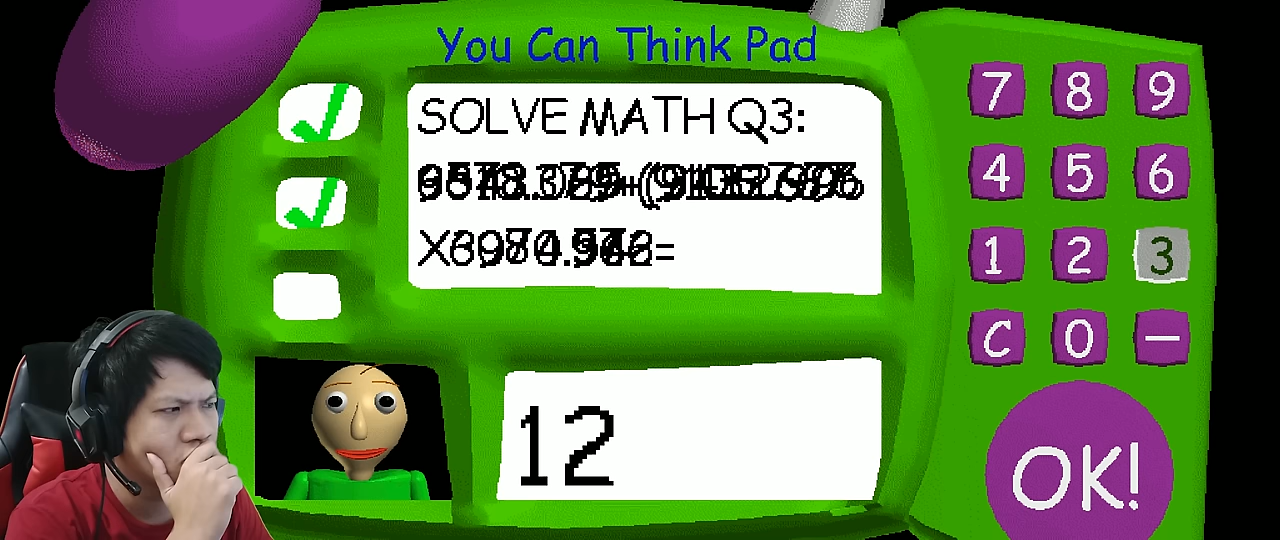 You Can Think Pad
SOLVE MATH Q3:
12
7 8 9
4 5 6
1 2 3
C 0 -
OK!